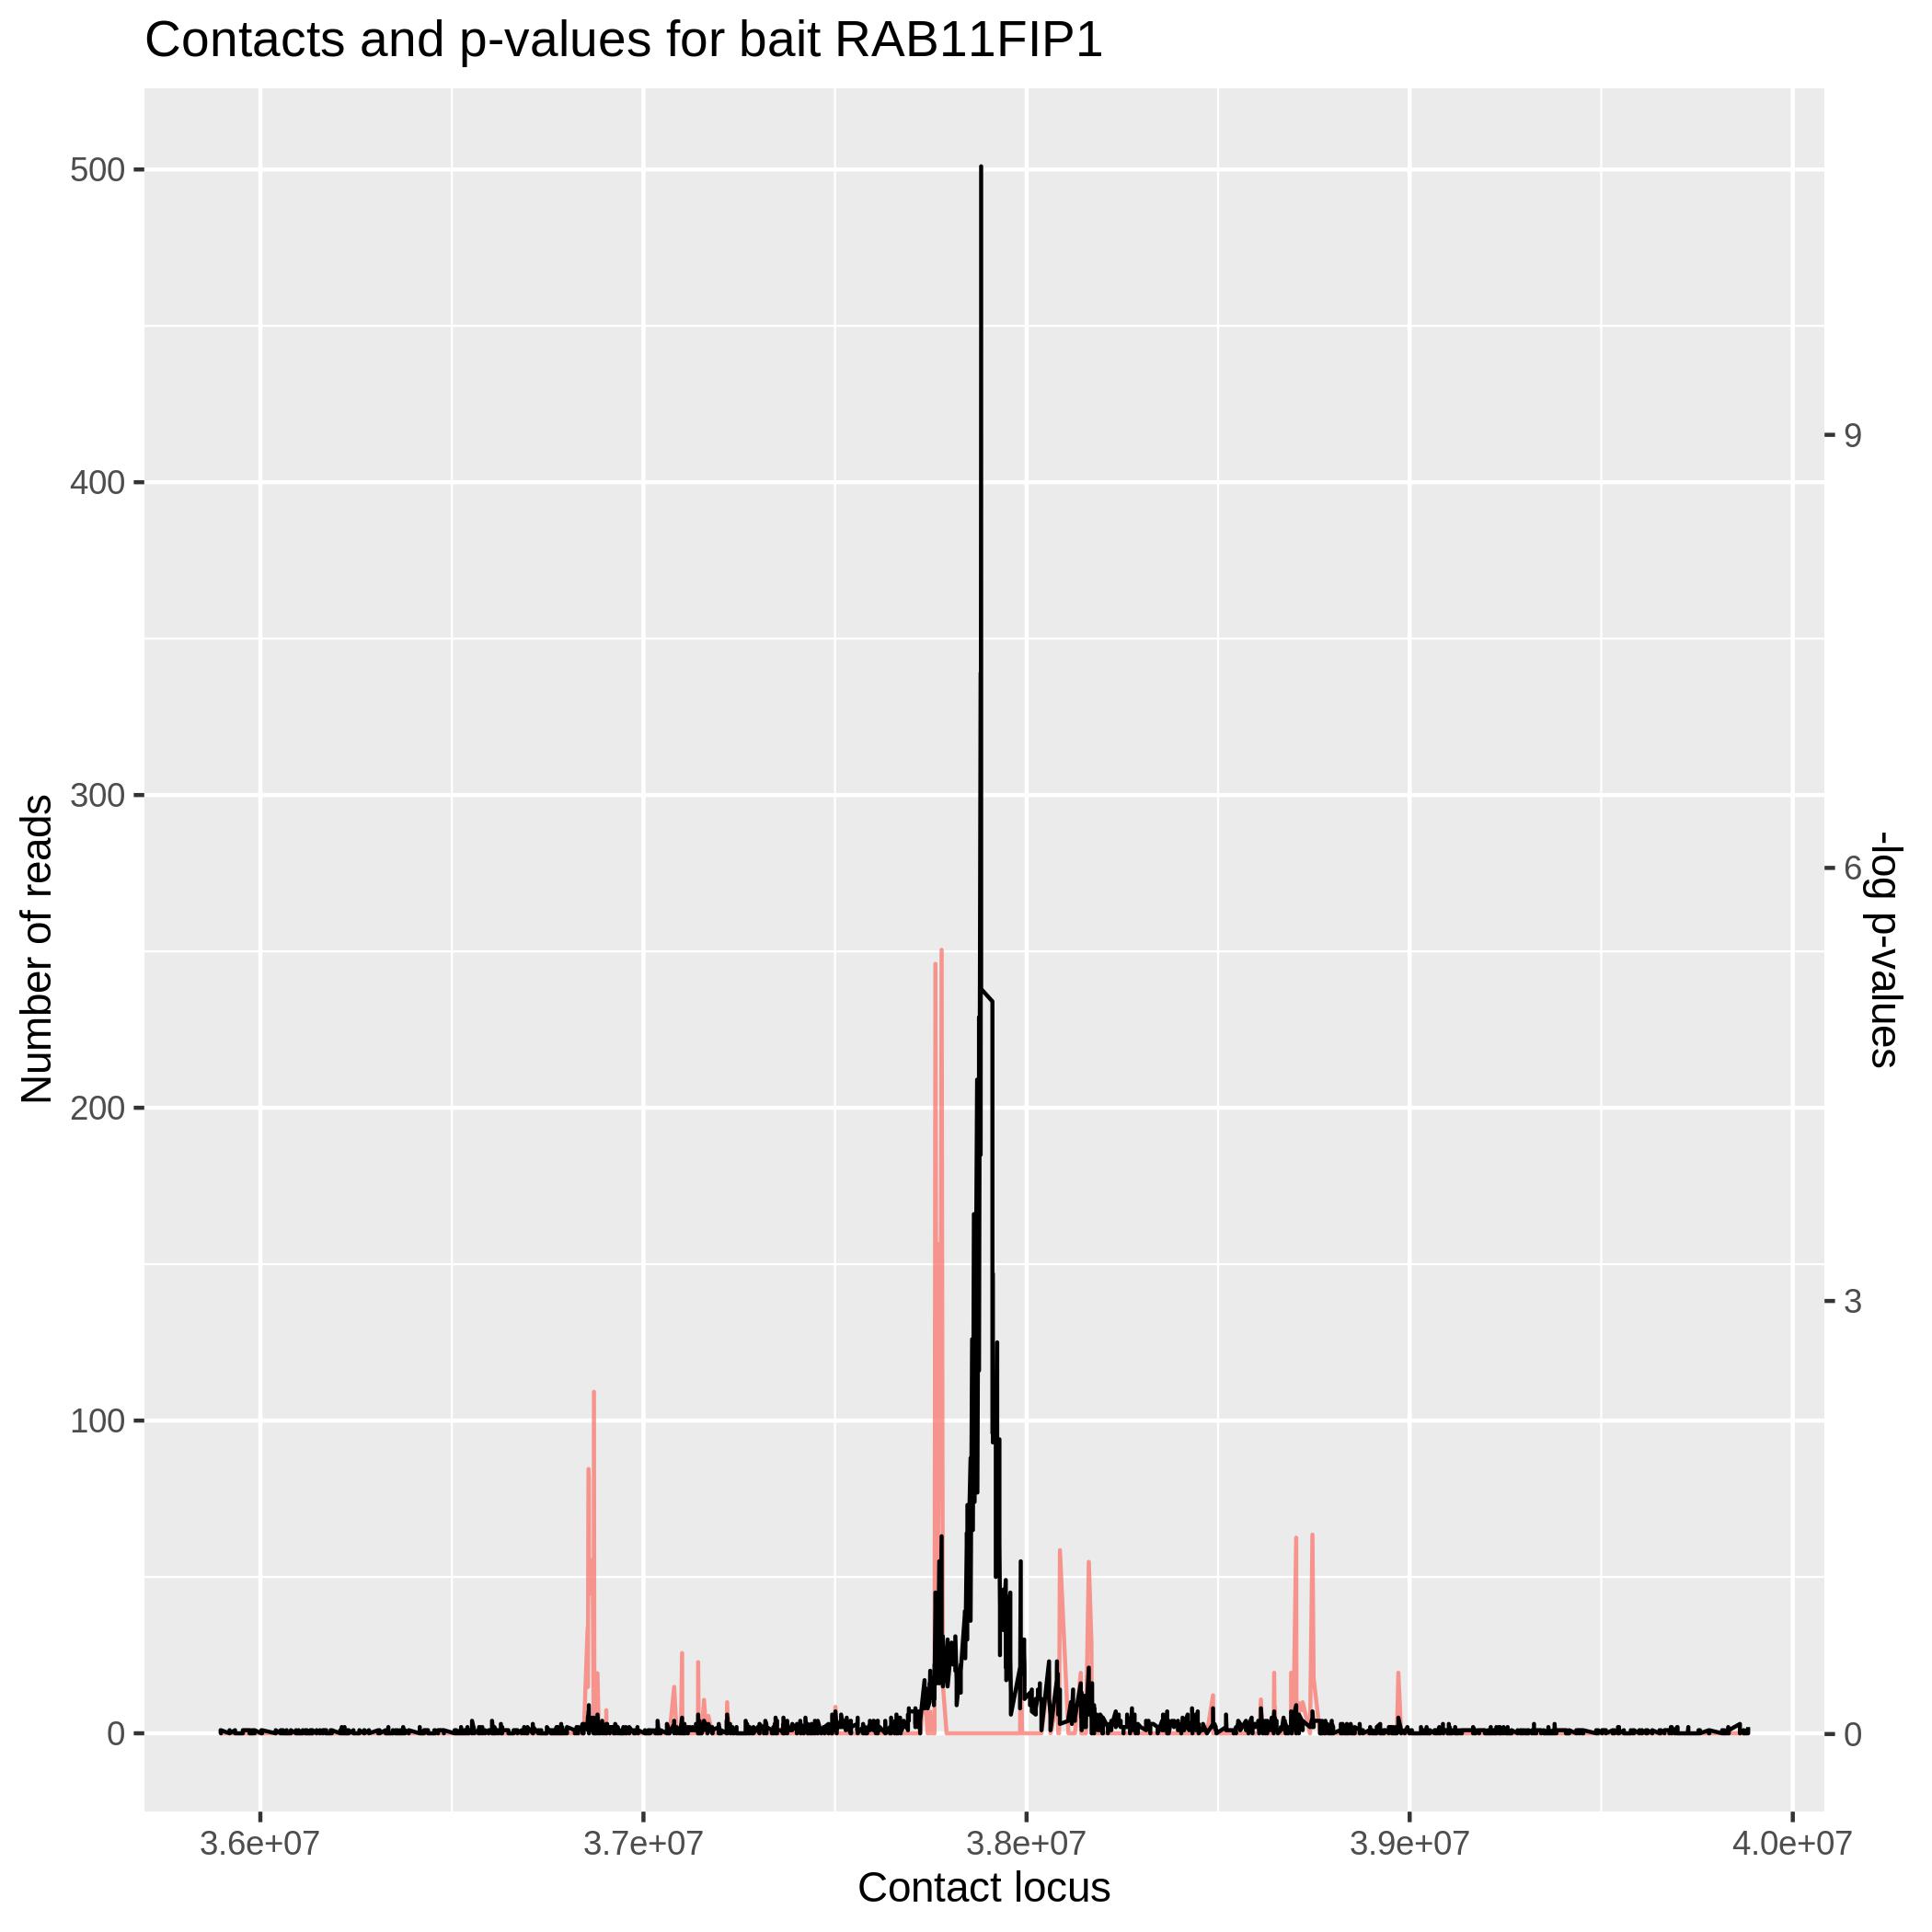 Contacts and p-values for bait RAB11FIP1
500
400
300
200
100
0
Number of reads
9
6
3
0
-log p-values
3.6e+07
3.7e+07
3.8e+07
3.9e+07
4.0e+07
Contact locus